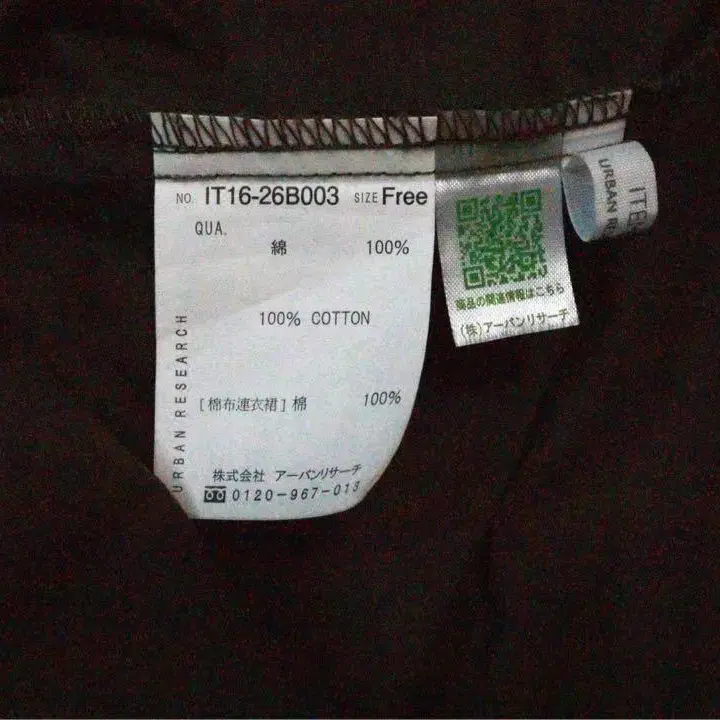 NO. IT16-26B003 SIZE Free
QUA.
綿 100%
100% COTTON
[棉布連衣裙] 棉 100%
株式会社 アーバンリサーチ
0120-967-013
URBAN RESEARCH
商品の関連情報はこちら
(株)アーバンリサーチ
URBAN